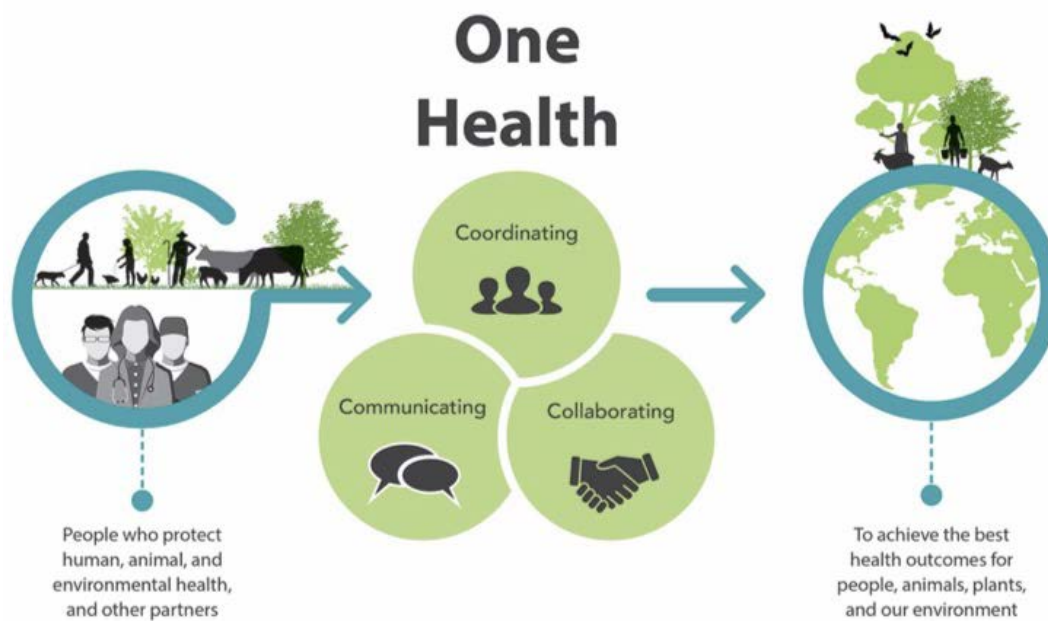 One
Health
Coordinating
Communicating
Collaborating
People who protect
human, animal, and
environmental health,
and other partners
To achieve the best
health outcomes for
people, animals, plants,
and our environment